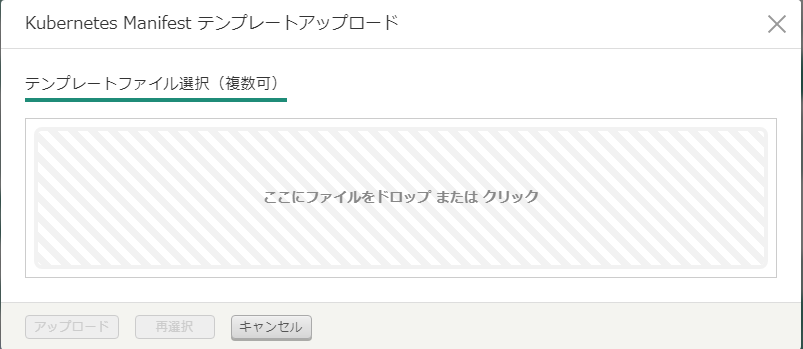 Kubernetes Manifest テンプレートアップロード
テンプレートファイル選択（複数可）
ここにファイルをドロップ または クリック
アップロード 再選択 キャンセル